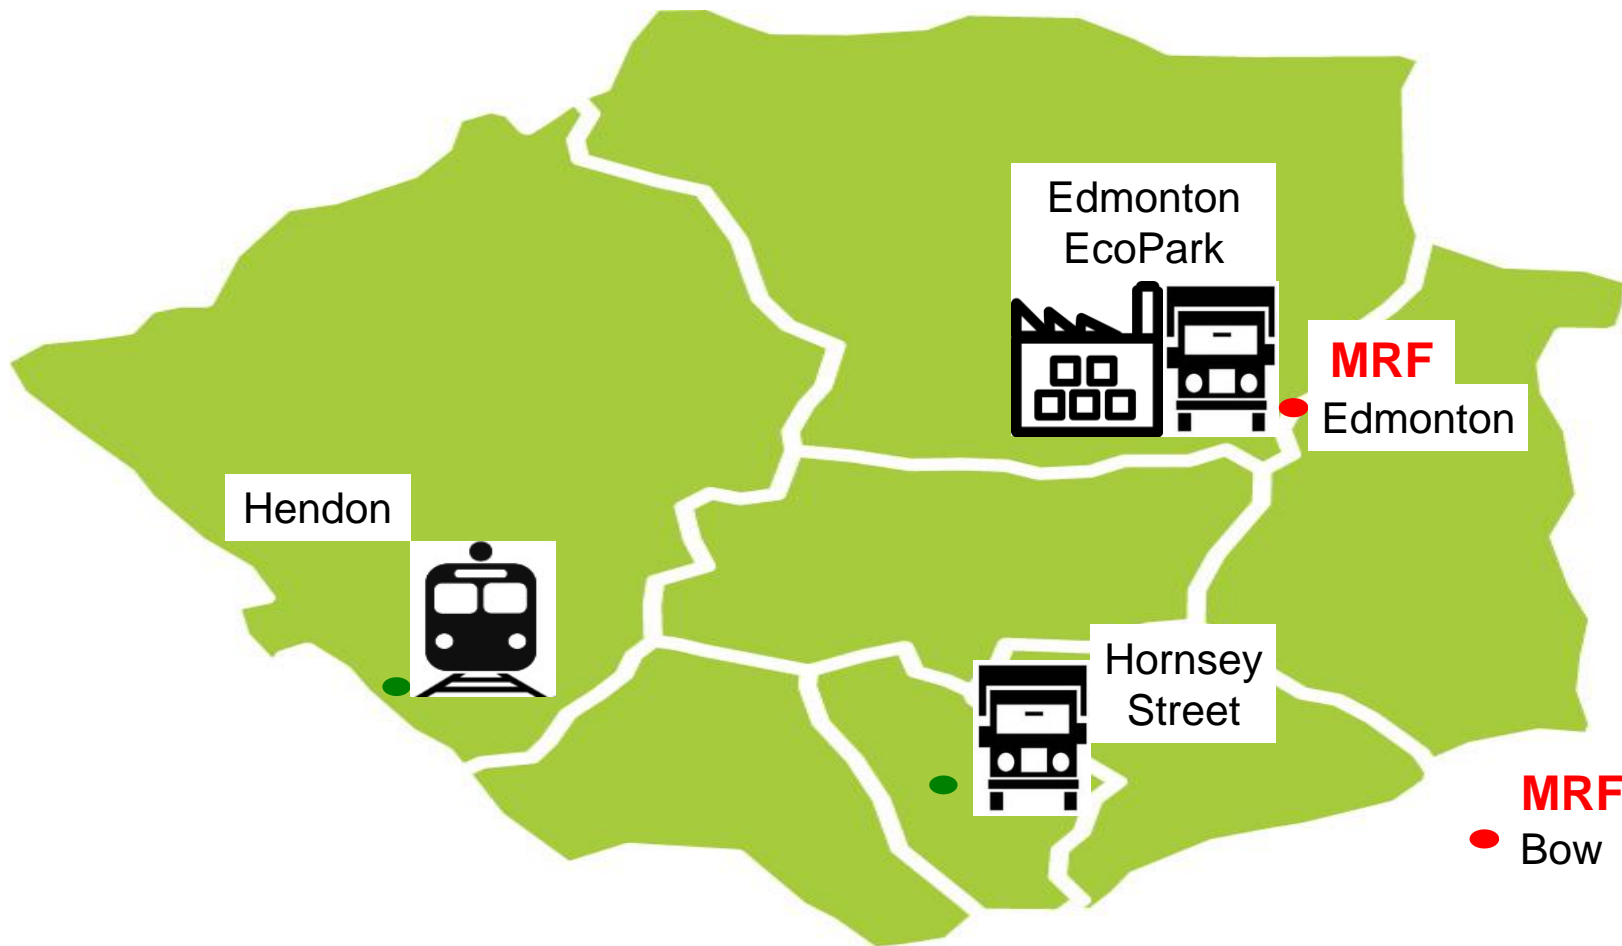 Edmonton
EcoPark
MRF
Edmonton
Hendon
Hornsey
Street
MRF
Bow